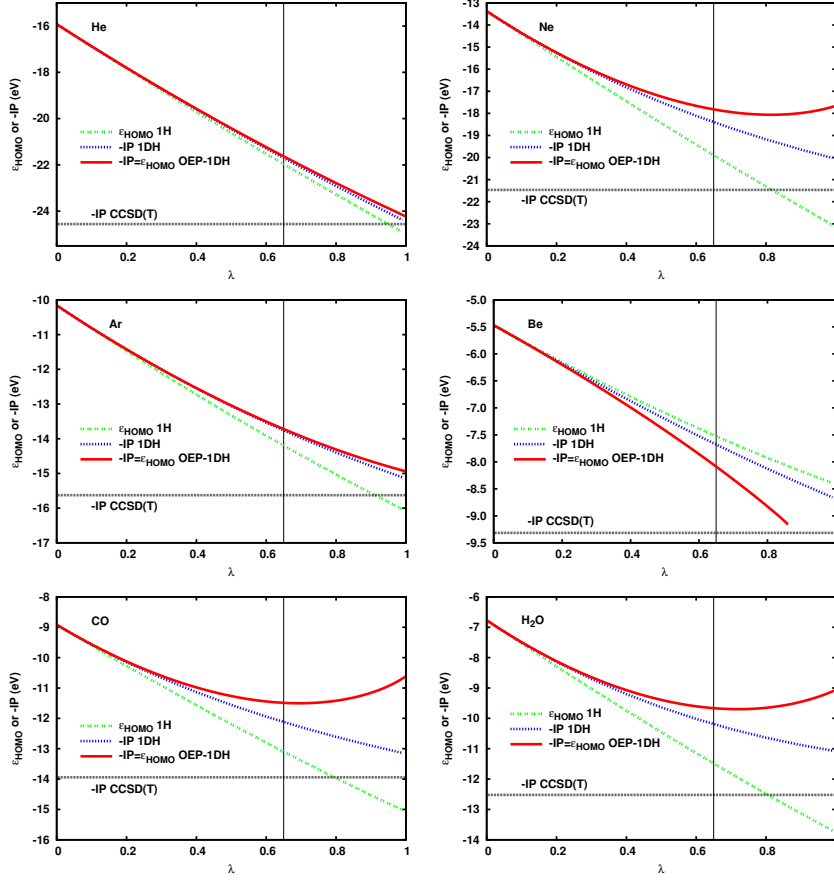 He
ε_HOMO or -IP (eV)
-16
-18
-20
-22
-24
ε_HOMO 1H
-IP 1DH
-IP=ε_HOMO OEP-1DH
-IP CCSD(T)
0 0.2 0.4 0.6 0.8 1
λ
Ne
ε_HOMO or -IP (eV)
-13
-14
-15
-16
-17
-18
-19
-20
-21
-22
-23
-24
ε_HOMO 1H
-IP 1DH
-IP=ε_HOMO OEP-1DH
-IP CCSD(T)
0 0.2 0.4 0.6 0.8
λ
Ar
ε_HOMO or -IP (eV)
-10
-11
-12
-13
-14
-15
-16
-17
ε_HOMO 1H
-IP 1DH
-IP=ε_HOMO OEP-1DH
-IP CCSD(T)
0 0.2 0.4 0.6 0.8 1
λ
Be
ε_HOMO or -IP (eV)
-5.0
-5.5
-6.0
-6.5
-7.0
-7.5
-8.0
-8.5
-9.0
-9.5
ε_HOMO 1H
-IP 1DH
-IP=ε_HOMO OEP-1DH
-IP CCSD(T)
0 0.2 0.4 0.6 0.8
λ
CO
ε_HOMO or -IP (eV)
-8
-9
-10
-11
-12
-13
-14
-15
-16
ε_HOMO 1H
-IP 1DH
-IP=ε_HOMO OEP-1DH
-IP CCSD(T)
0 0.2 0.4 0.6 0.8 1
λ
H₂O
ε_HOMO or -IP (eV)
-6
-7
-8
-9
-10
-11
-12
-13
-14
ε_HOMO 1H
-IP 1DH
-IP=ε_HOMO OEP-1DH
-IP CCSD(T)
0 0.2 0.4 0.6 0.8
λ